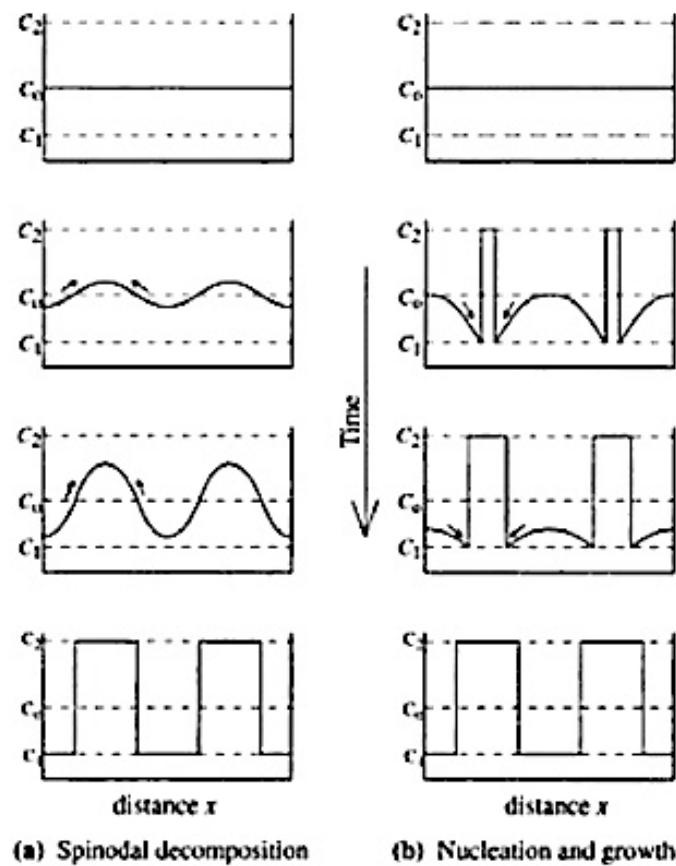 C₂ C₂
C₀ C₀
C₁ C₁
C₂ C₂
C₀ C₀
C₁ C₁
Time
C₂ C₂
C₀ C₀
C₁ C₁
C₂ C₂
C₀ C₀
C₁ C₁
distance x distance x
(a) Spinodal decomposition (b) Nucleation and growth